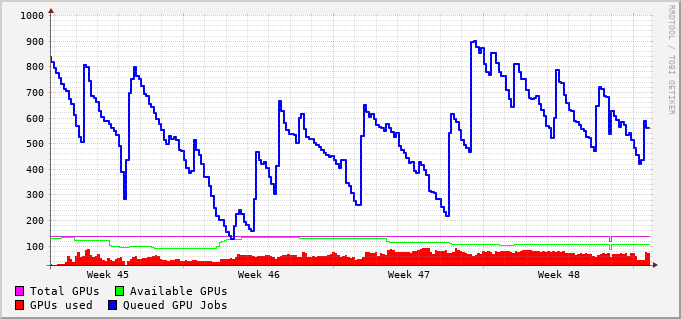 1000
900
800
700
600
500
400
300
200
100
Week 45 Week 46 Week 47 Week 48
Total GPUs Available GPUs
GPUs used Queued GPU Jobs
RRDTOOL / TOBI OETIKER